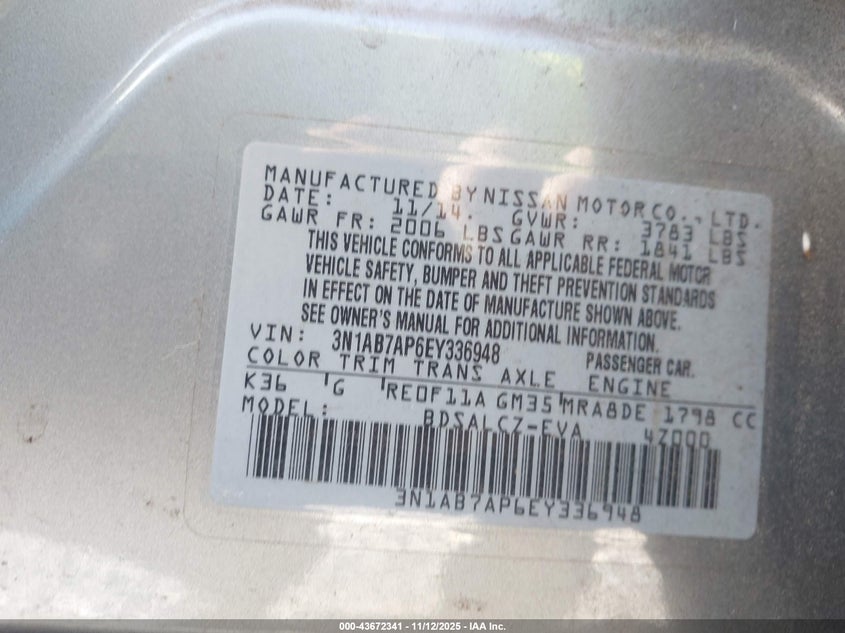 MANUFACTURED BY NISSAN MOTOR CO., LTD.
DATE: 11/14. GVWR: 3783 LBS
GAWR FR: 2006 LBS GAWR RR: 1841 LBS
THIS VEHICLE CONFORMS TO ALL APPLICABLE FEDERAL MOTOR
VEHICLE SAFETY, BUMPER AND THEFT PREVENTION STANDARDS
IN EFFECT ON THE DATE OF MANUFACTURE SHOWN ABOVE.
SEE OWNER'S MANUAL FOR ADDITIONAL INFORMATION.
VIN: 3N1AB7AP6EY336948 PASSENGER CAR.
COLOR TRIM TRANS AXLE ENGINE
K36 G RE0F11A GM35 MRA8DE 1798 CC
MODEL: BDSALCZ-EVA 4Z000
3N1AB7AP6EY336948
000-43672341 - 11/12/2025 - IAA Inc.